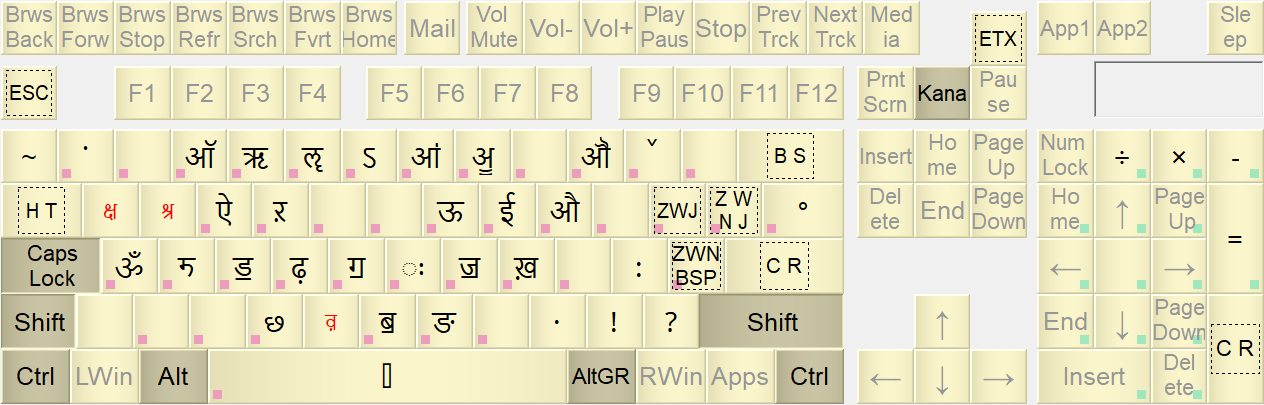 Brws Back Brws Forw Brws Stop Brws Refr Brws Srch Brws Fvrt Brws Home Mail Vol Mute Vol- Vol+ Play Paus Stop Prev Trck Next Trck Med ia ETX App1 App2 Sle ep
ESC F1 F2 F3 F4 F5 F6 F7 F8 F9 F10 F11 F12 Prnt Scrn Kana Pau se
~ ˙ ऑ ऋ ऌ ऽ आं ॶ ॵ ˇ B S Insert Ho me Page Up Num Lock ÷ × -
H T क्ष श्र ऐ ऱ ऊ ई औ ZWJ Z W N J ° Del ete End Page Down Ho me ↑ Page Up =
Caps Lock ॐ ॸ ॾ ढ़ ॻ ः ॼ ख़ : ZWN BSP C R ← →
Shift छ ॿ ङ · ! ? Shift ↑ End ↓ Page Down C R
Ctrl LWin Alt AltGR RWin Apps Ctrl ← ↓ → Insert Del ete